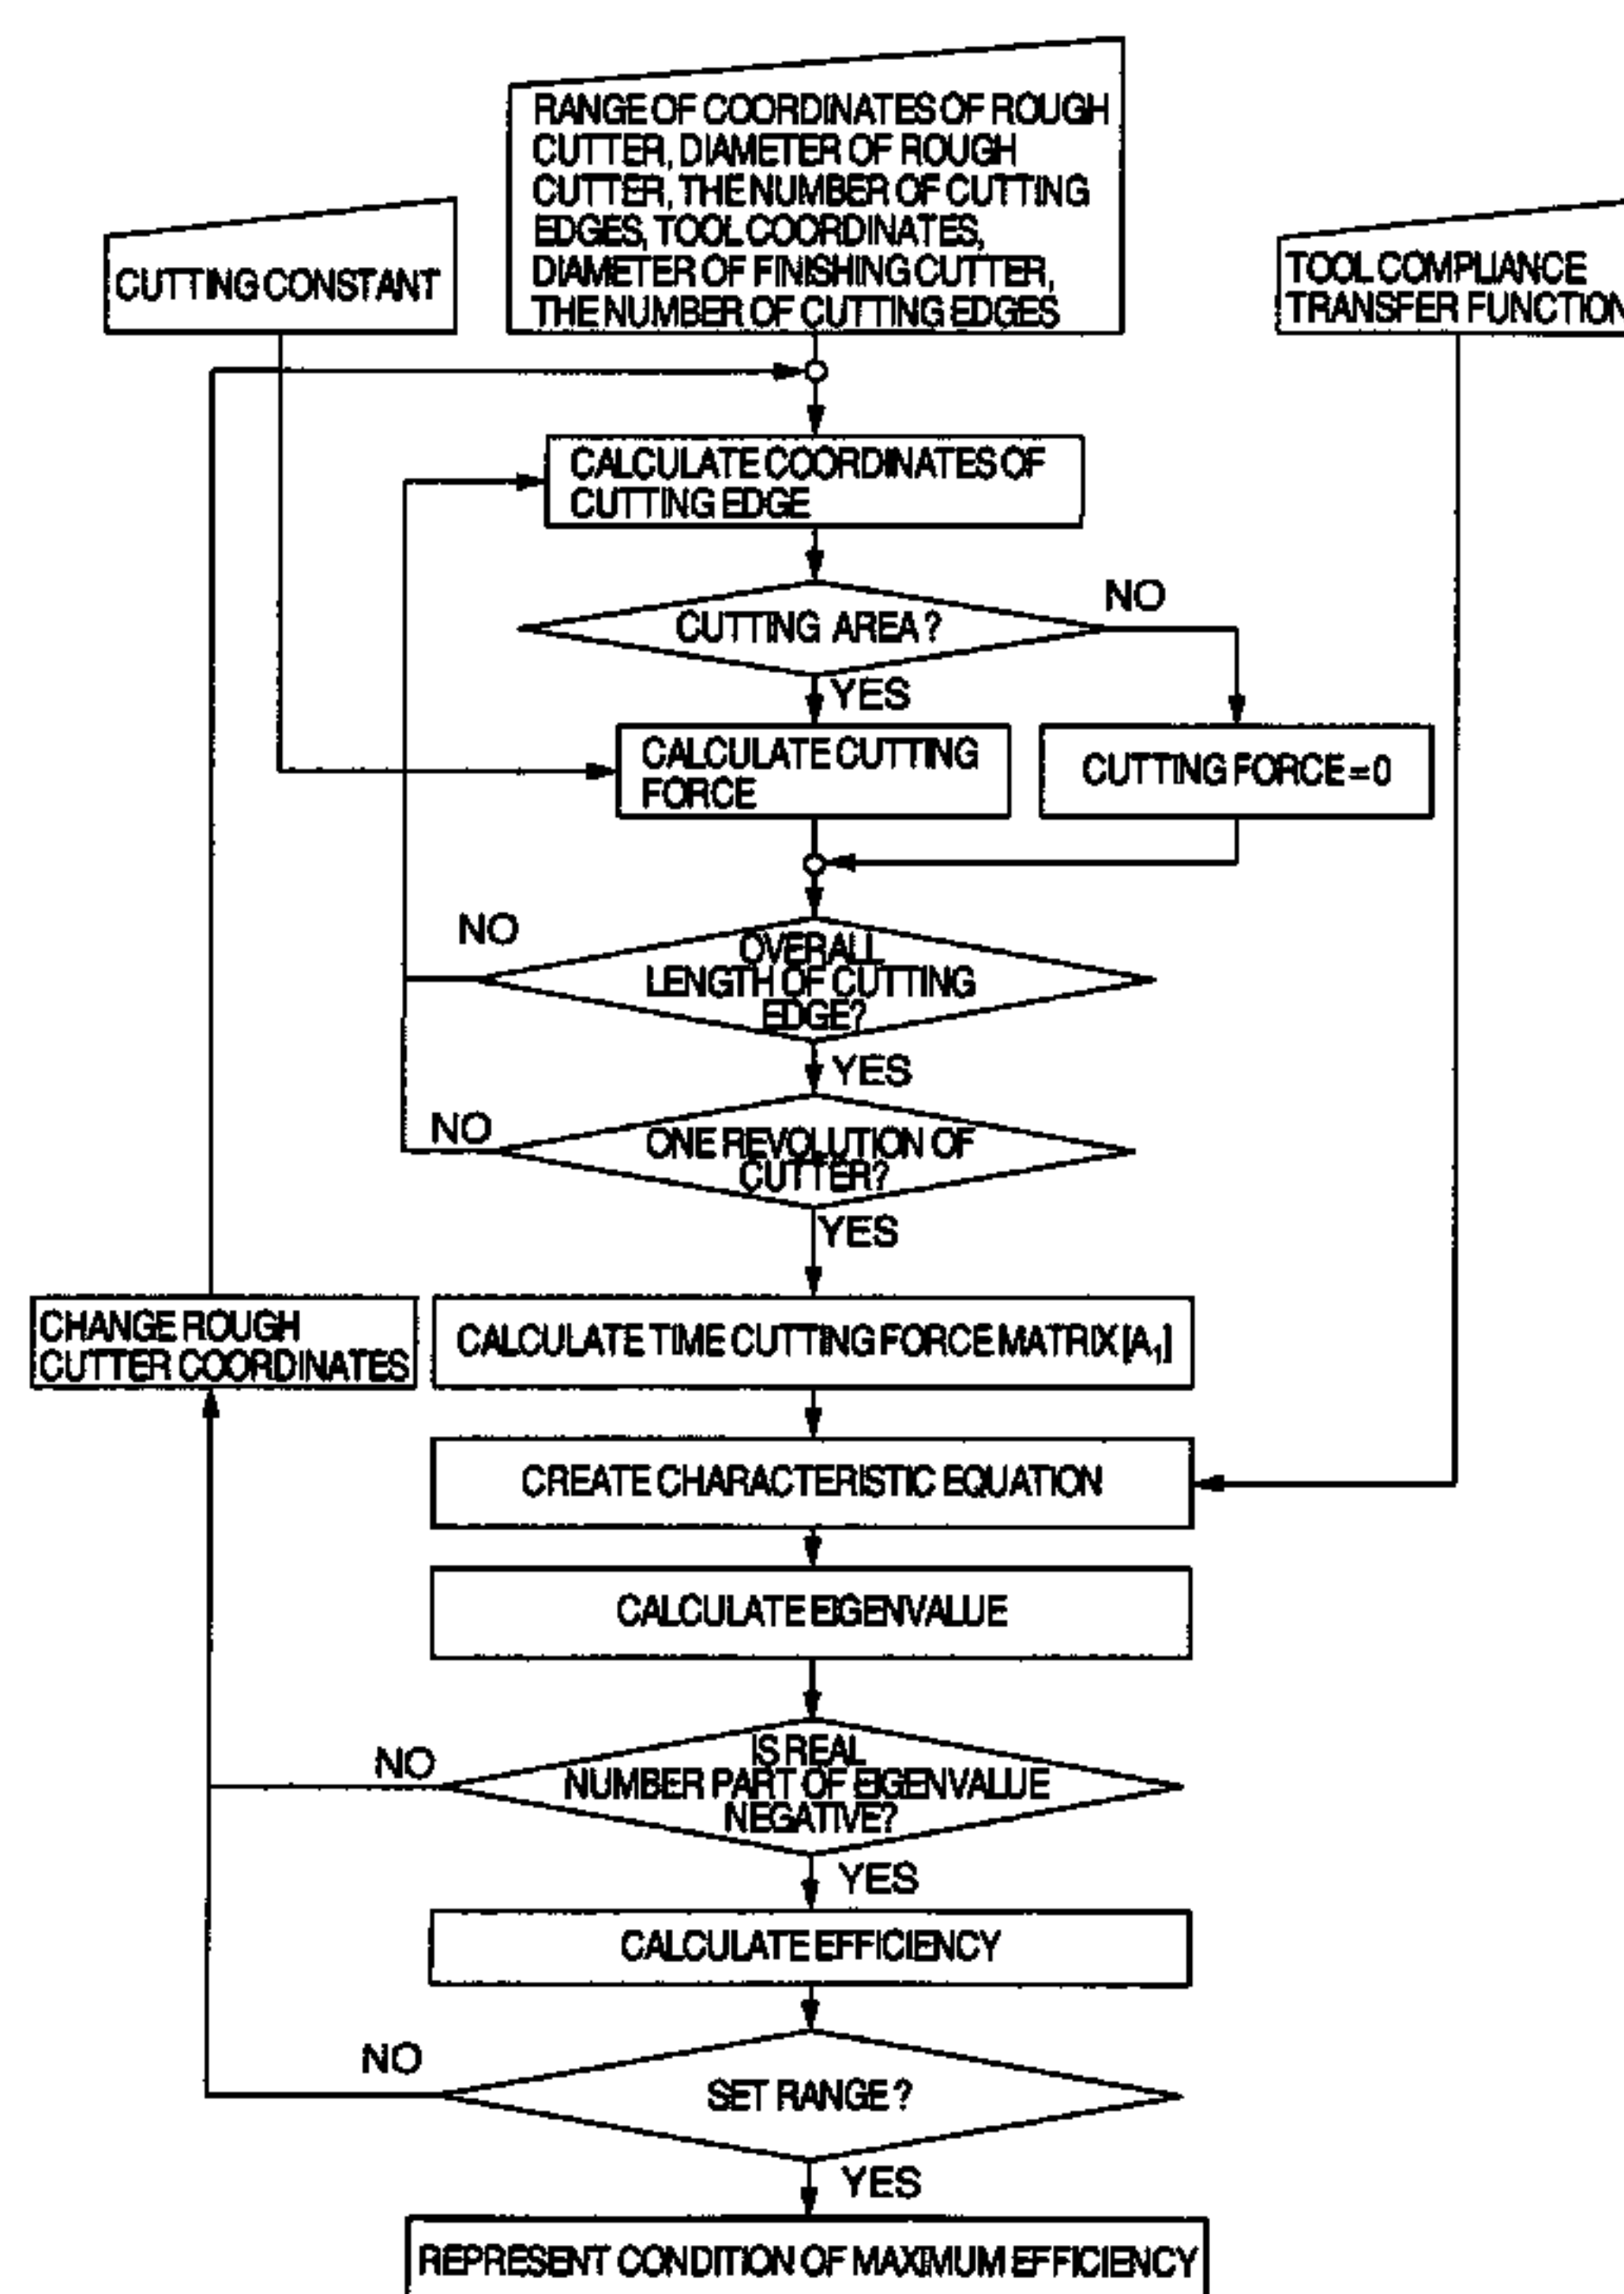 RANGE OF COORDINATES OF ROUGH
CUTTER, DIAMETER OF ROUGH
CUTTER, THE NUMBER OF CUTTING
EDGES, TOOL COORDINATES,
DIAMETER OF FINISHING CUTTER,
THE NUMBER OF CUTTING EDGES
CUTTING CONSTANT
TOOL COMPLIANCE
TRANSFER FUNCTION
CALCULATE COORDINATES OF
CUTTING EDGE
CUTTING AREA?
NO
YES
CALCULATE CUTTING
FORCE
CUTTING FORCE=0
NO
OVERALL
LENGTH OF CUTTING
EDGE?
YES
NO
ONE REVOLUTION OF
CUTTER?
YES
CHANGE ROUGH
CUTTER COORDINATES
CALCULATE TIME CUTTING FORCE MATRIX [A₁]
CREATE CHARACTERISTIC EQUATION
CALCULATE EIGENVALUE
NO
IS REAL
NUMBER PART OF EIGENVALUE
NEGATIVE?
YES
CALCULATE EFFICIENCY
NO
SET RANGE?
YES
REPRESENT CONDITION OF MAXIMUM EFFICIENCY